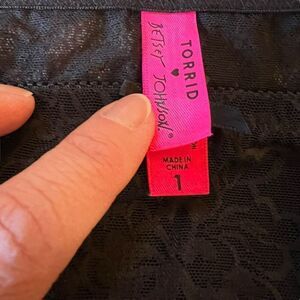 TORRID
♥
BETSEY JOHNSON®
MADE IN
CHINA
1